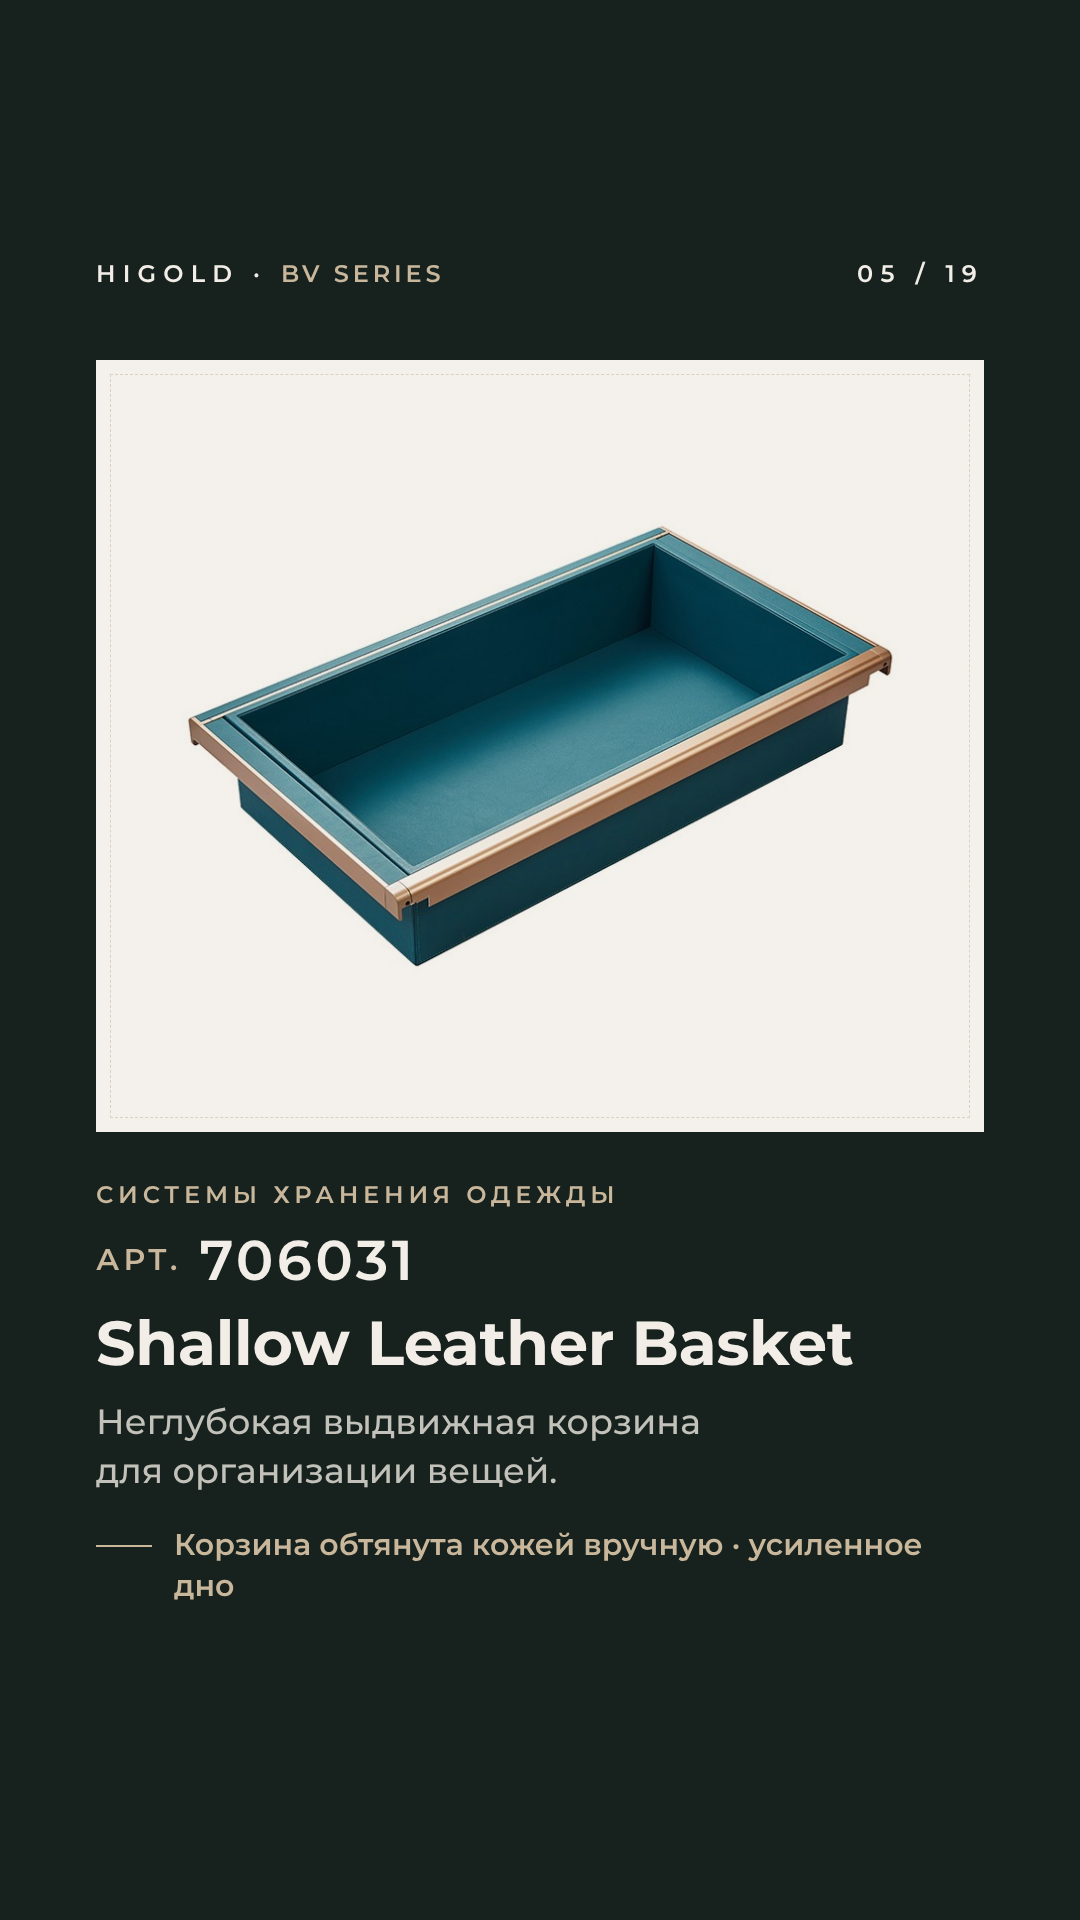 HIGOLD · BV SERIES
05 / 19
СИСТЕМЫ ХРАНЕНИЯ ОДЕЖДЫ
АРТ. 706031
Shallow Leather Basket
Неглубокая выдвижная корзина
для организации вещей.
Корзина обтянута кожей вручную · усиленное
дно